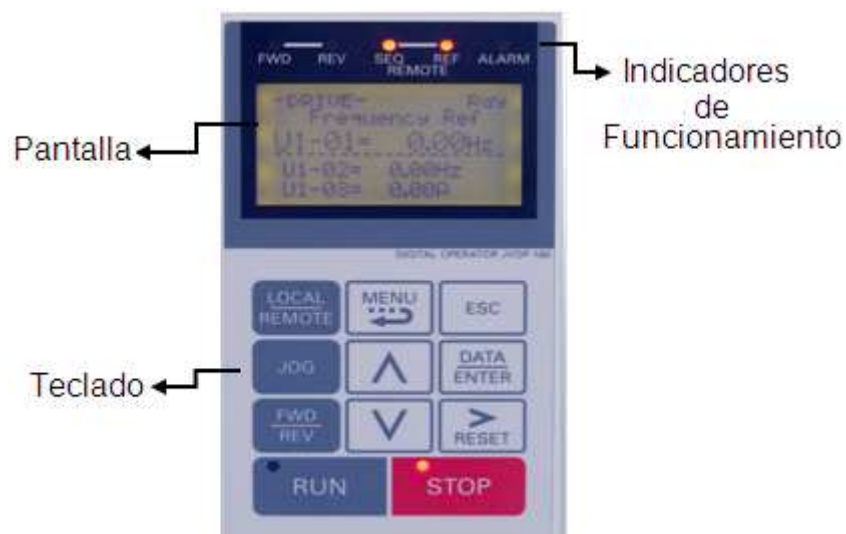 FWD REV SEQ REF ALARM
REMOTE
Indicadores
de
Funcionamiento
-DRIVE- Rdy
Frequency Ref
U1-01= 0.00Hz
U1-02= 0.00Hz
U1-03= 0.00A
Pantalla
DIGITAL OPERATOR JVOP
LOCAL
REMOTE
MENU
ESC
Teclado
JOG
DATA
ENTER
FWD
REV
RESET
RUN
STOP